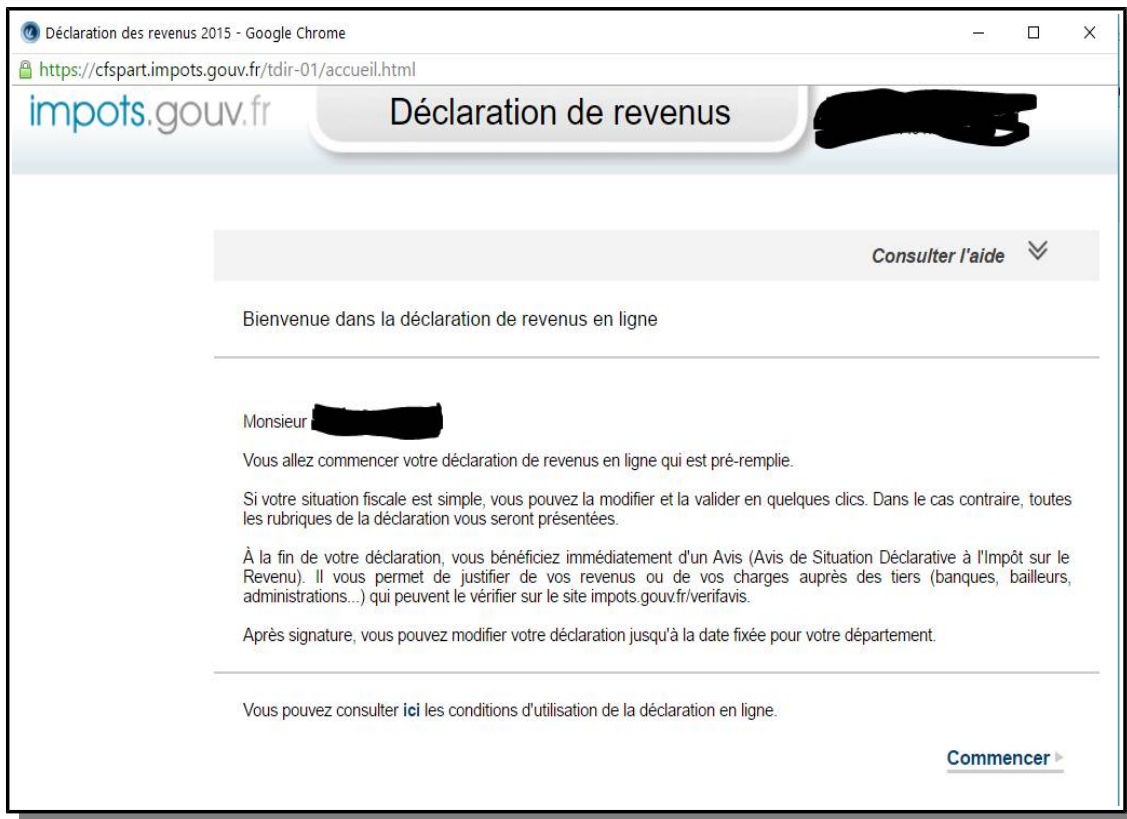 Déclaration des revenus 2015 - Google Chrome
https://cfspart.impots.gouv.fr/tdir-01/accueil.html
impots.gouv.fr Déclaration de revenus
Consulter l'aide
Bienvenue dans la déclaration de revenus en ligne
Monsieur
Vous allez commencer votre déclaration de revenus en ligne qui est pré-remplie.
Si votre situation fiscale est simple, vous pouvez la modifier et la valider en quelques clics. Dans le cas contraire, toutes
les rubriques de la déclaration vous seront présentées.
À la fin de votre déclaration, vous bénéficiez immédiatement d'un Avis (Avis de Situation Déclarative à l'Impôt sur le
Revenu). Il vous permet de justifier de vos revenus ou de vos charges auprès des tiers (banques, bailleurs,
administrations...) qui peuvent le vérifier sur le site impots.gouv.fr/verifavis.
Après signature, vous pouvez modifier votre déclaration jusqu'à la date fixée pour votre département.
Vous pouvez consulter ici les conditions d'utilisation de la déclaration en ligne.
Commencer